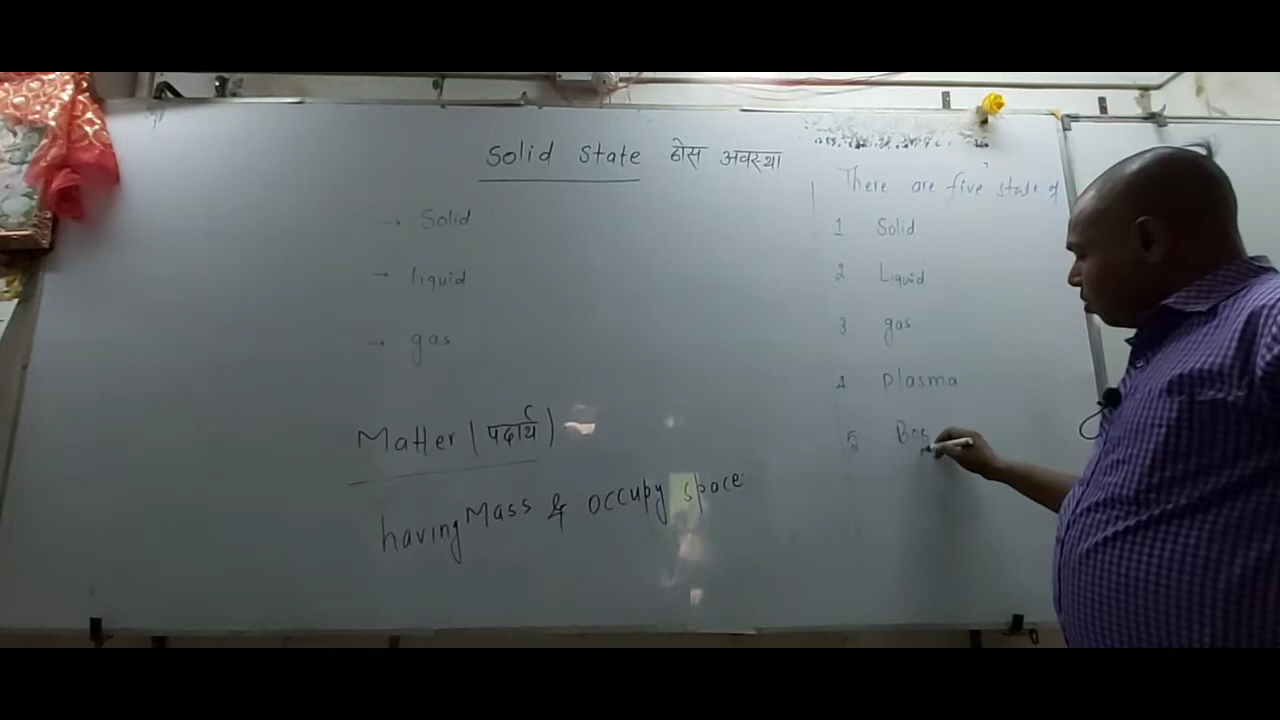 Solid State ठोस अवस्था
→ Solid
→ liquid
→ gas
Matter (पदार्थ)
having Mass & occupy space
There are five state of
1 Solid
2 Liquid
3 gas
4 plasma
5 Bos